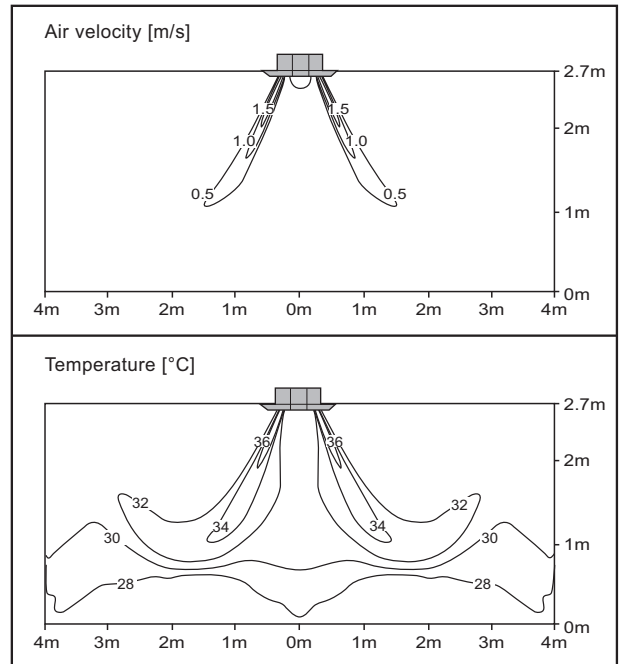 Air velocity [m/s]
2.7m
1.5 1.5
2m
1.0 1.0
0.5 0.5
1m
0m
4m 3m 2m 1m 0m 1m 2m 3m 4m
Temperature [°C]
2.7m
36 36
2m
32 32
34 34
30 30
1m
28 28
0m
4m 3m 2m 1m 0m 1m 2m 3m 4m